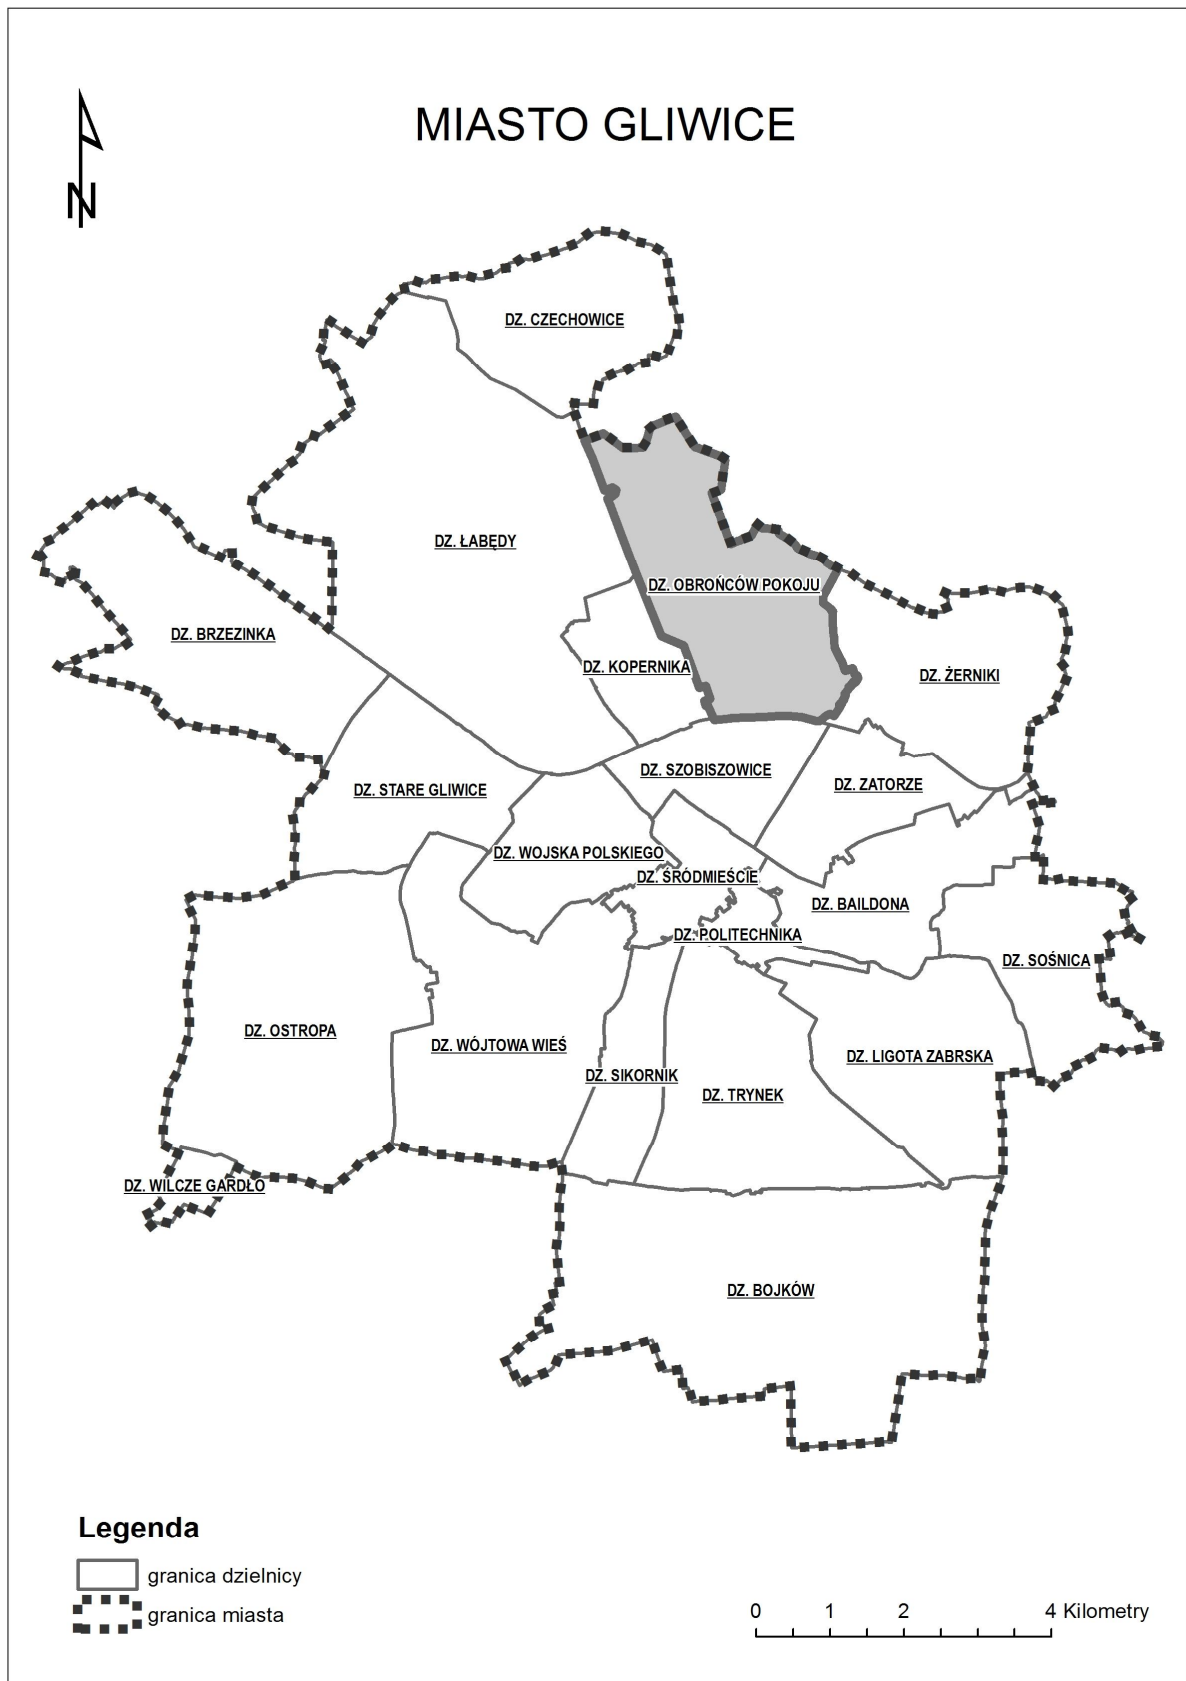 MIASTO GLIWICE
N
DZ. CZECHOWICE
DZ. ŁABĘDY
DZ. OBROŃCÓW POKOJU
DZ. BRZEZINKA
DZ. KOPERNIKA
DZ. ŻERNIKI
DZ. SZOBISZOWICE
DZ. ZATORZE
DZ. STARE GLIWICE
DZ. WOJSKA POLSKIEGO
DZ. ŚRÓDMIEŚCIE
DZ. BAILDONA
DZ. POLITECHNIKA
DZ. SOŚNICA
DZ. OSTROPA
DZ. WÓJTOWA WIEŚ
DZ. LIGOTA ZABRSKA
DZ. SIKORNIK
DZ. TRYNEK
DZ. WILCZE GARDŁO
DZ. BOJKÓW
Legenda
granica dzielnicy
granica miasta
0 1 2 4 Kilometry